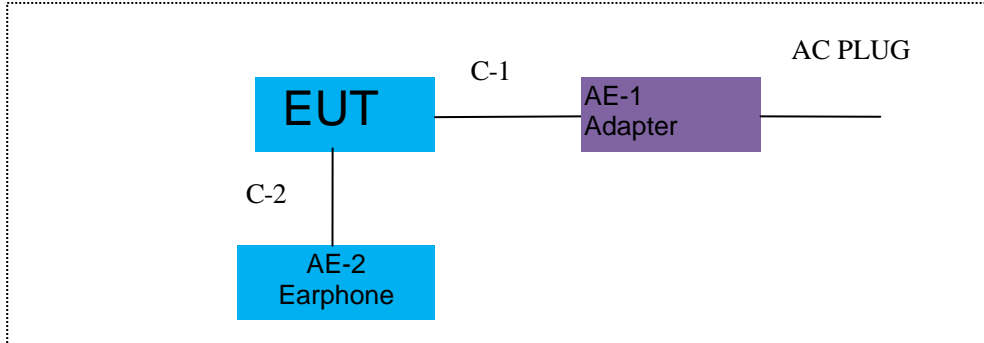 AC PLUG
C-1
EUT
AE-1
Adapter
C-2
AE-2
Earphone